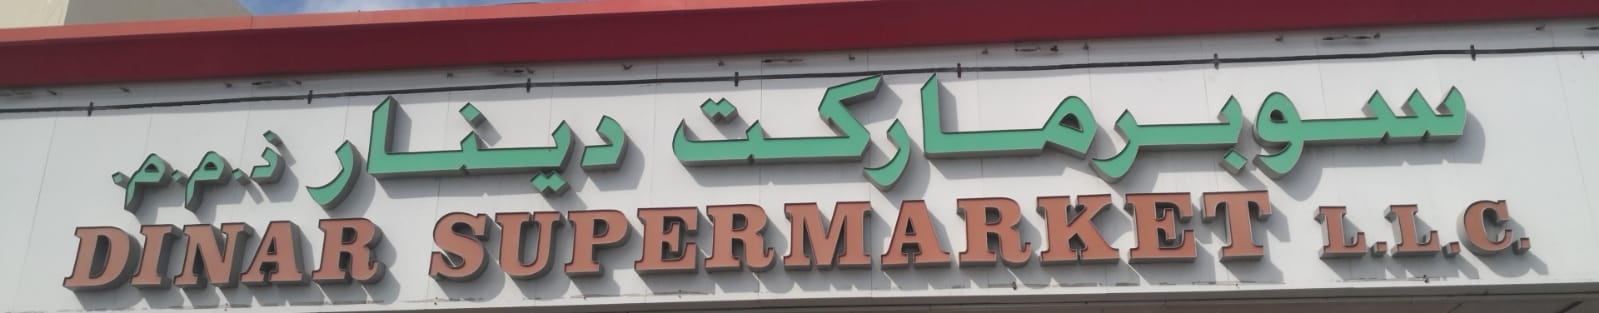 سوبرماركت دينار ذ.م.م.
DINAR SUPERMARKET L.L.C.